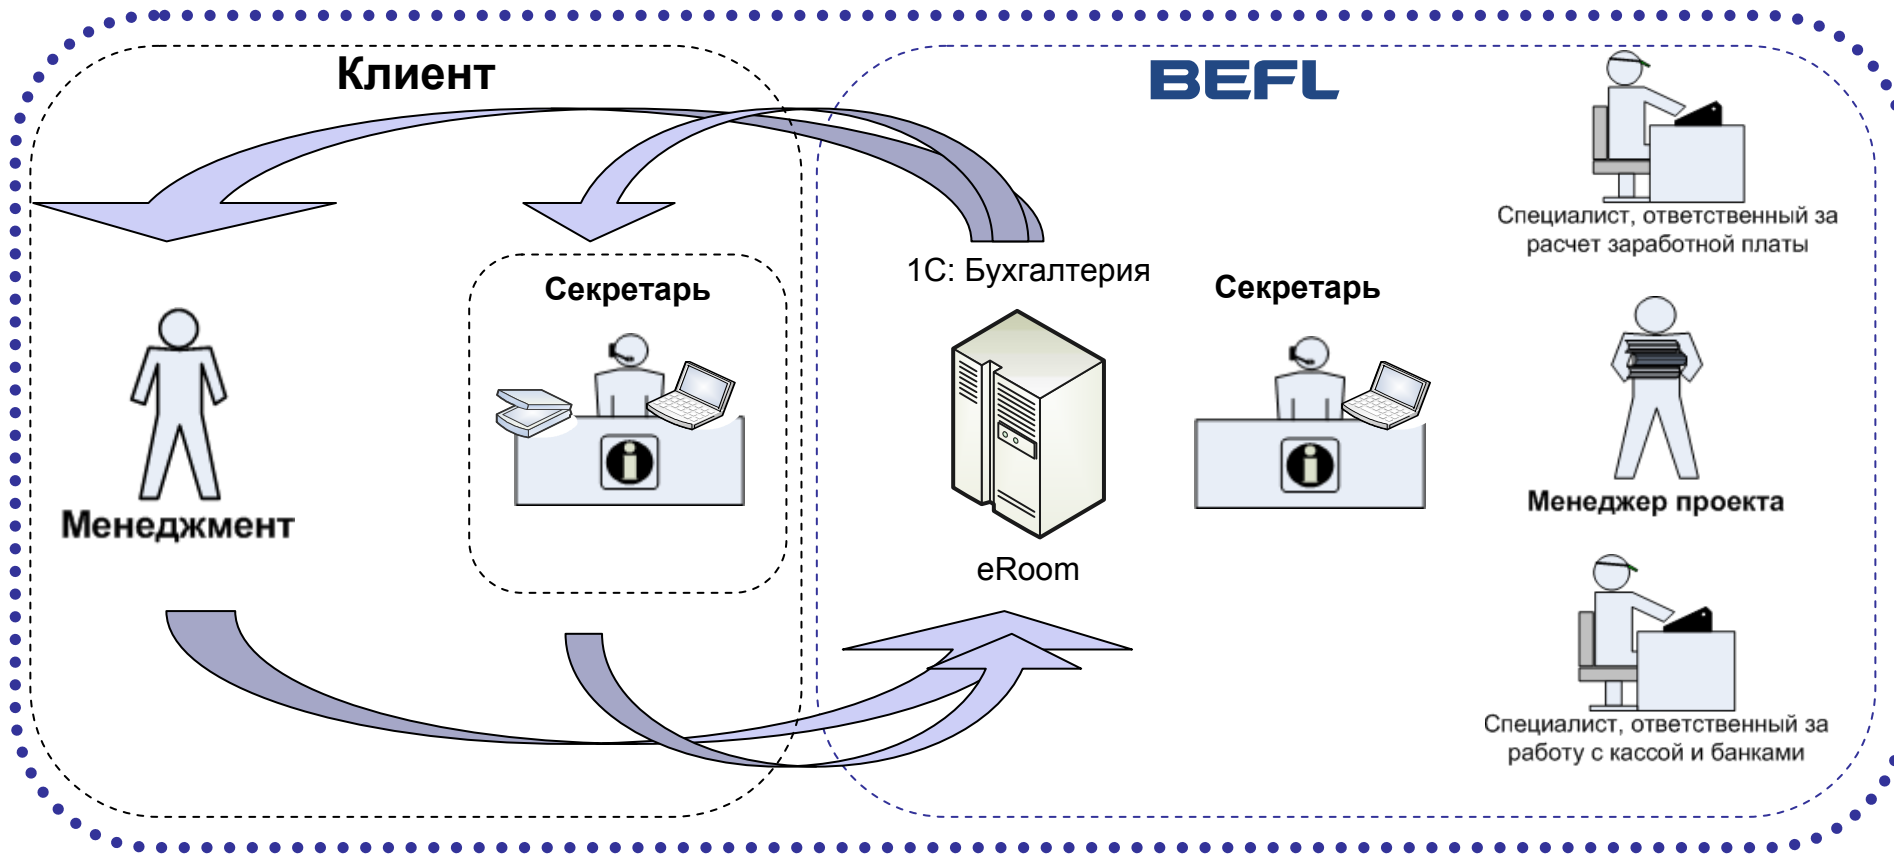 Клиент
BEFL
Специалист, ответственный за
расчет заработной платы
1С: Бухгалтерия
Секретарь
Секретарь
Менеджмент
Менеджер проекта
eRoom
Специалист, ответственный за
работу с кассой и банками